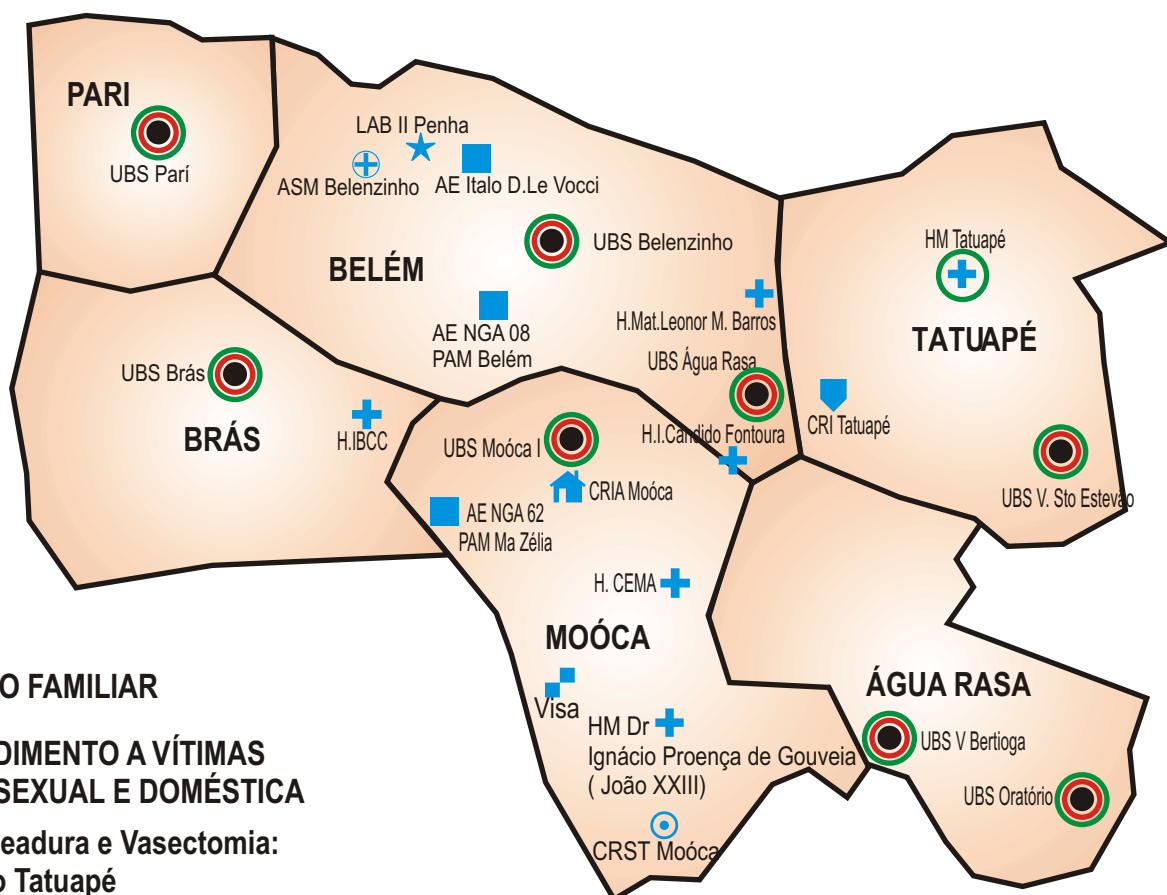 PARI
UBS Parí
LAB II Penha
ASM Belenzinho
AE Italo D.Le Vocci
UBS Belenzinho
BELÉM
AE NGA 08
PAM Belém
H.Mat.Leonor M. Barros
UBS Água Rasa
H.I.Candido Fontoura
HM Tatuapé
TATUAPÉ
CRI Tatuapé
UBS V. Sto Estevão
UBS Brás
BRÁS
H.IBCC
UBS Moóca I
CRIA Moóca
AE NGA 62
PAM Ma Zélia
H. CEMA
MOÓCA
Visa
HM Dr
Ignácio Proença de Gouveia
( João XXIII)
CRST Moóca
ÁGUA RASA
UBS V Bertioga
UBS Oratório
O FAMILIAR
DIMENTO A VÍTIMAS
SEXUAL E DOMÉSTICA
eadura e Vasectomia:
o Tatuapé